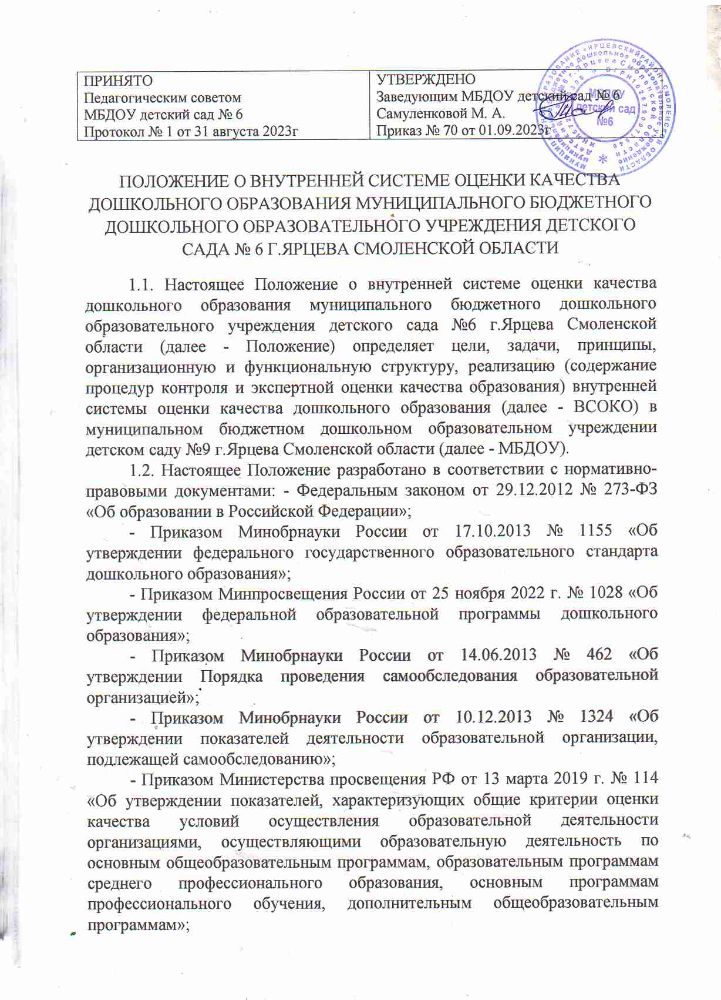 ПРИНЯТО
Педагогическим советом
МБДОУ детский сад № 6
Протокол № 1 от 31 августа 2023г
УТВЕРЖДЕНО
Заведующим МБДОУ детский сад № 6
Самуленковой М. А.
Приказ № 70 от 01.09.2023г
МБДОУ
детский сад
№6
ПОЛОЖЕНИЕ О ВНУТРЕННЕЙ СИСТЕМЕ ОЦЕНКИ КАЧЕСТВА
ДОШКОЛЬНОГО ОБРАЗОВАНИЯ МУНИЦИПАЛЬНОГО БЮДЖЕТНОГО
ДОШКОЛЬНОГО ОБРАЗОВАТЕЛЬНОГО УЧРЕЖДЕНИЯ ДЕТСКОГО
САДА № 6 Г.ЯРЦЕВА СМОЛЕНСКОЙ ОБЛАСТИ
1.1. Настоящее Положение о внутренней системе оценки качества
дошкольного образования муниципального бюджетного дошкольного
образовательного учреждения детского сада №6 г.Ярцева Смоленской
области (далее - Положение) определяет цели, задачи, принципы,
организационную и функциональную структуру, реализацию (содержание
процедур контроля и экспертной оценки качества образования) внутренней
системы оценки качества дошкольного образования (далее - ВСОКО) в
муниципальном бюджетном дошкольном образовательном учреждении
детском саду №9 г.Ярцева Смоленской области (далее - МБДОУ).
1.2. Настоящее Положение разработано в соответствии с нормативно-
правовыми документами: - Федеральным законом от 29.12.2012 № 273-ФЗ
«Об образовании в Российской Федерации»;
- Приказом Минобрнауки России от 17.10.2013 № 1155 «Об
утверждении федерального государственного образовательного стандарта
дошкольного образования»;
- Приказом Минпросвещения России от 25 ноября 2022 г. № 1028 «Об
утверждении федеральной образовательной программы дошкольного
образования»;
- Приказом Минобрнауки России от 14.06.2013 № 462 «Об
утверждении Порядка проведения самообследования образовательной
организацией»;
- Приказом Минобрнауки России от 10.12.2013 № 1324 «Об
утверждении показателей деятельности образовательной организации,
подлежащей самообследованию»;
- Приказом Министерства просвещения РФ от 13 марта 2019 г. № 114
«Об утверждении показателей, характеризующих общие критерии оценки
качества условий осуществления образовательной деятельности
организациями, осуществляющими образовательную деятельность по
основным общеобразовательным программам, образовательным программам
среднего профессионального образования, основным программам
профессионального обучения, дополнительным общеобразовательным
программам»;